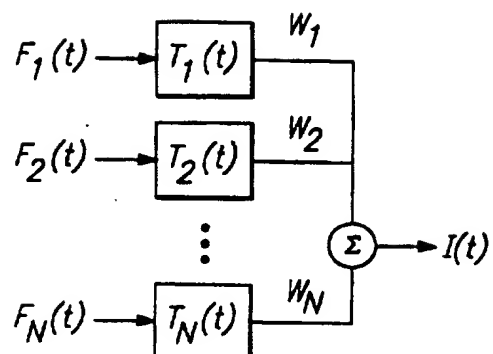 W1
F1(t) T1(t)
W2
F2(t) T2(t)
Σ I(t)
WN
FN(t) TN(t)